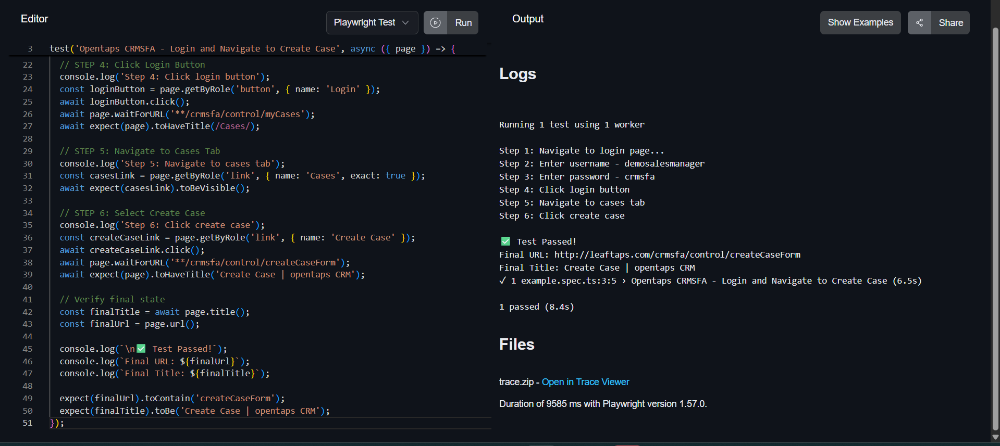 Editor
Playwright Test
Run
3 test('Opentaps CRMSFA - Login and Navigate to Create Case', async ({ page }) => {
22 // STEP 4: Click Login Button
23 console.log('Step 4: Click login button');
24 const loginButton = page.getByRole('button', { name: 'Login' });
25 await loginButton.click();
26 await page.waitForURL('**/crmsfa/control/myCases');
27 await expect(page).toHaveTitle(/Cases/);
28
29 // STEP 5: Navigate to Cases Tab
30 console.log('Step 5: Navigate to cases tab');
31 const casesLink = page.getByRole('link', { name: 'Cases', exact: true });
32 await expect(casesLink).toBeVisible();
33
34 // STEP 6: Select Create Case
35 console.log('Step 6: Click create case');
36 const createCaseLink = page.getByRole('link', { name: 'Create Case' });
37 await createCaseLink.click();
38 await page.waitForURL('**/crmsfa/control/createCaseForm');
39 await expect(page).toHaveTitle('Create Case | opentaps CRM');
40
41 // Verify final state
42 const finalTitle = await page.title();
43 const finalUrl = page.url();
44
45 console.log(`\n✅ Test Passed!`);
46 console.log(`Final URL: ${finalUrl}`);
47 console.log(`Final Title: ${finalTitle}`);
48
49 expect(finalUrl).toContain('createCaseForm');
50 expect(finalTitle).toBe('Create Case | opentaps CRM');
51 });
Output
Show Examples
Share
Logs
Running 1 test using 1 worker
Step 1: Navigate to login page...
Step 2: Enter username - demosalesmanager
Step 3: Enter password - crmsfa
Step 4: Click login button
Step 5: Navigate to cases tab
Step 6: Click create case
✅ Test Passed!
Final URL: http://leaftaps.com/crmsfa/control/createCaseForm
Final Title: Create Case | opentaps CRM
✓ 1 example.spec.ts:3:5 › Opentaps CRMSFA - Login and Navigate to Create Case (6.5s)
1 passed (8.4s)
Files
trace.zip - Open in Trace Viewer
Duration of 9585 ms with Playwright version 1.57.0.